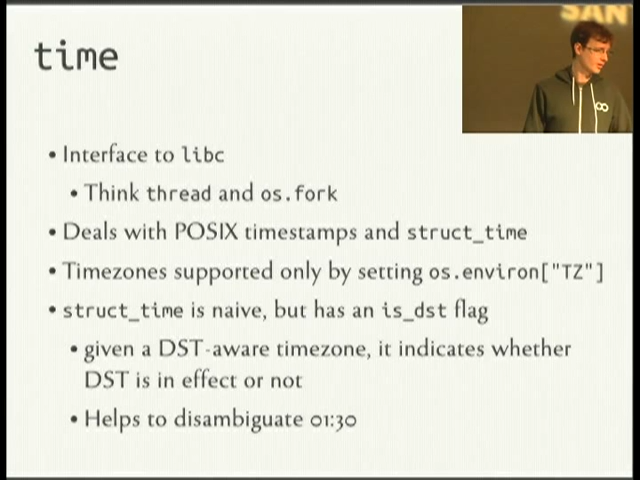 SAN
time
• Interface to libc
• Think thread and os.fork
• Deals with POSIX timestamps and struct_time
• Timezones supported only by setting os.environ["TZ"]
• struct_time is naive, but has an is_dst flag
• given a DST-aware timezone, it indicates whether
DST is in effect or not
• Helps to disambiguate 01:30